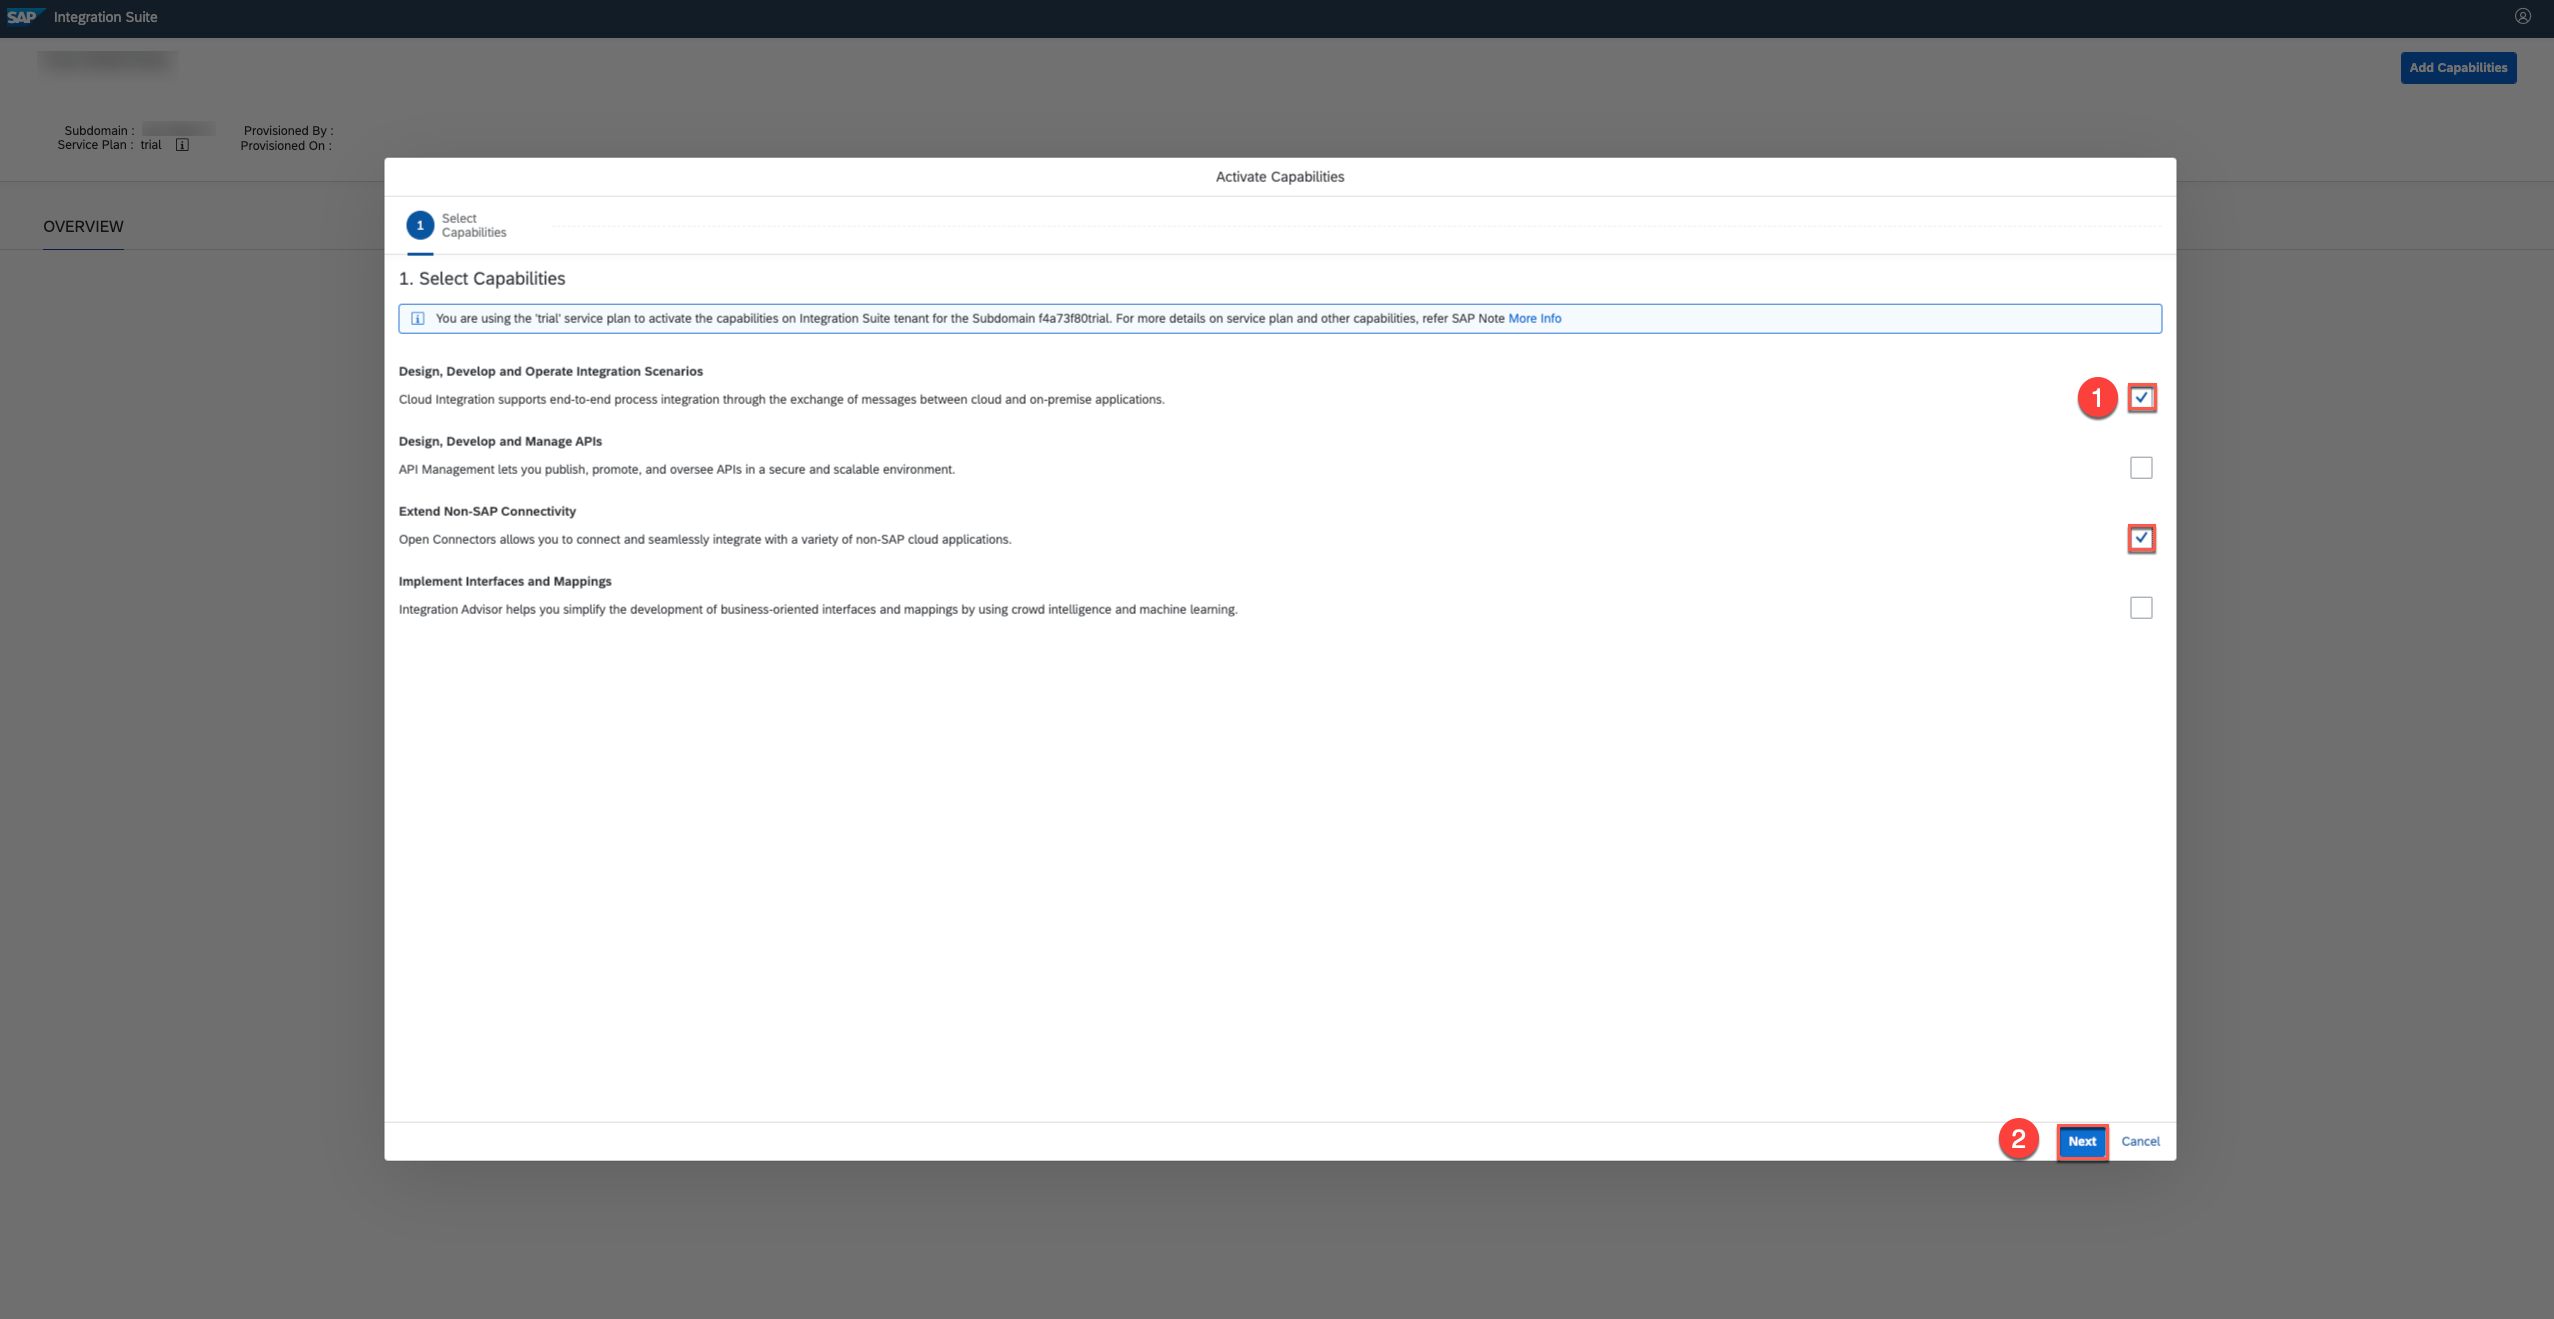 SAP Integration Suite
Add Capabilities
Subdomain :
Provisioned By :
Service Plan : trial
Provisioned On :
OVERVIEW
Activate Capabilities
1 Select
Capabilities
1. Select Capabilities
You are using the 'trial' service plan to activate the capabilities on Integration Suite tenant for the Subdomain f4a73f80trial. For more details on service plan and other capabilities, refer SAP Note More Info
Design, Develop and Operate Integration Scenarios
Cloud Integration supports end-to-end process integration through the exchange of messages between cloud and on-premise applications.
1
Design, Develop and Manage APIs
API Management lets you publish, promote, and oversee APIs in a secure and scalable environment.
Extend Non-SAP Connectivity
Open Connectors allows you to connect and seamlessly integrate with a variety of non-SAP cloud applications.
Implement Interfaces and Mappings
Integration Advisor helps you simplify the development of business-oriented interfaces and mappings by using crowd intelligence and machine learning.
2 Next Cancel